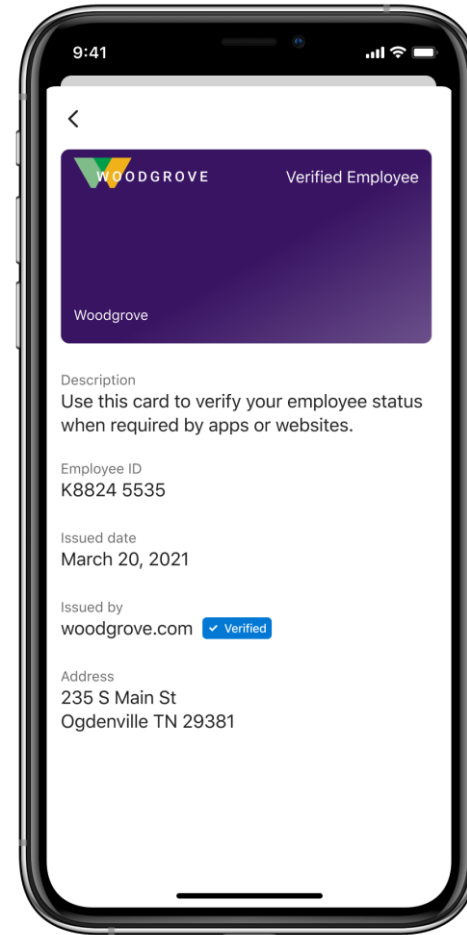 9:41
WOODGROVE
Verified Employee
Woodgrove
Description
Use this card to verify your employee status
when required by apps or websites.
Employee ID
K8824 5535
Issued date
March 20, 2021
Issued by
woodgrove.com Verified
Address
235 S Main St
Ogdenville TN 29381